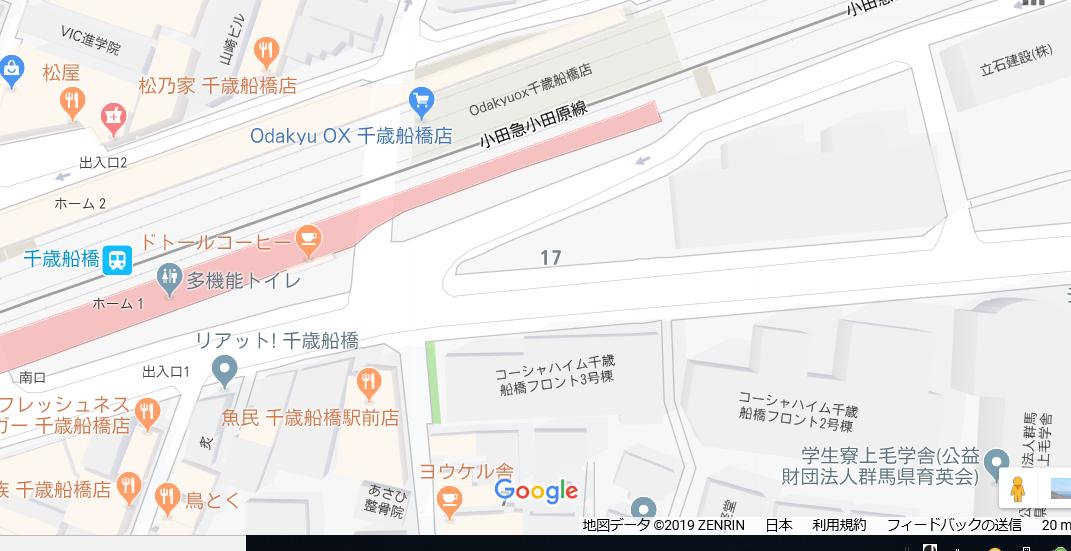 VIC進学院
山崎ビル
小田急
立石建設(株)
松屋
松乃家 千歳船橋店
Odakyuox千歳船橋店
Odakyu OX 千歳船橋店
小田急小田原線
出入口2
ホーム 2
ドトールコーヒー
千歳船橋
17
多機能トイレ
ホーム 1
リアット! 千歳船橋
南口
出入口1
コーシャハイム千歳
船橋フロント3号棟
フレッシュネス
ガー 千歳船橋店
魚民 千歳船橋駅前店
コーシャハイム千歳
船橋フロント2号棟
灸
法人群馬
上毛学舎
学生寮上毛学舎(公益
財団法人群馬県育英会)
ヨウケル舎
族 千歳船橋店
鳥とく
あさひ
整骨院
Google
地図データ ©2019 ZENRIN
日本
利用規約
フィードバックの送信
20 m